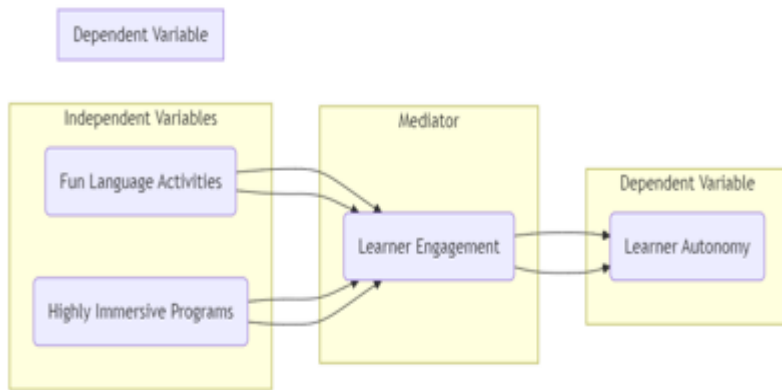 Dependent Variable
Independent Variables
Fun Language Activities
Highly Immersive Programs
Mediator
Learner Engagement
Dependent Variable
Learner Autonomy